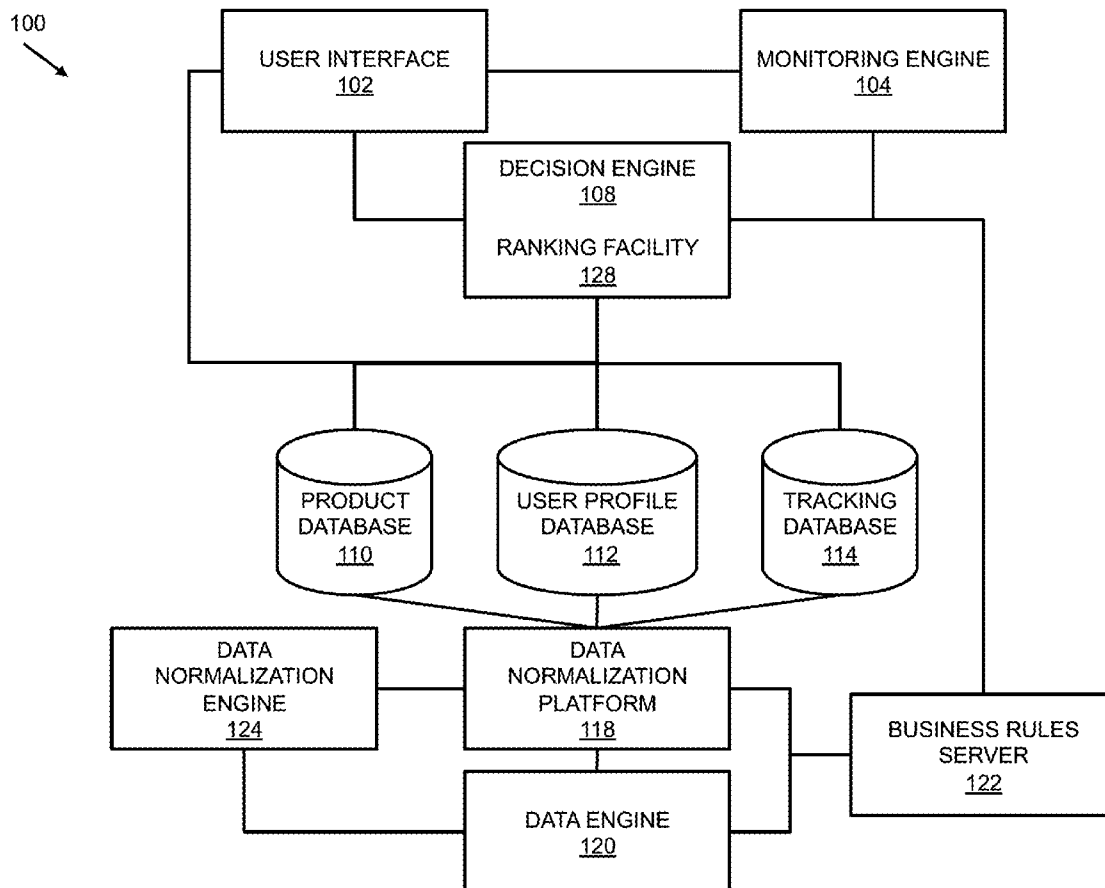 100
USER INTERFACE
102
MONITORING ENGINE
104
DECISION ENGINE
108
RANKING FACILITY
128
PRODUCT
DATABASE
110
USER PROFILE
DATABASE
112
TRACKING
DATABASE
114
DATA
NORMALIZATION
ENGINE
124
DATA
NORMALIZATION
PLATFORM
118
BUSINESS RULES
SERVER
122
DATA ENGINE
120